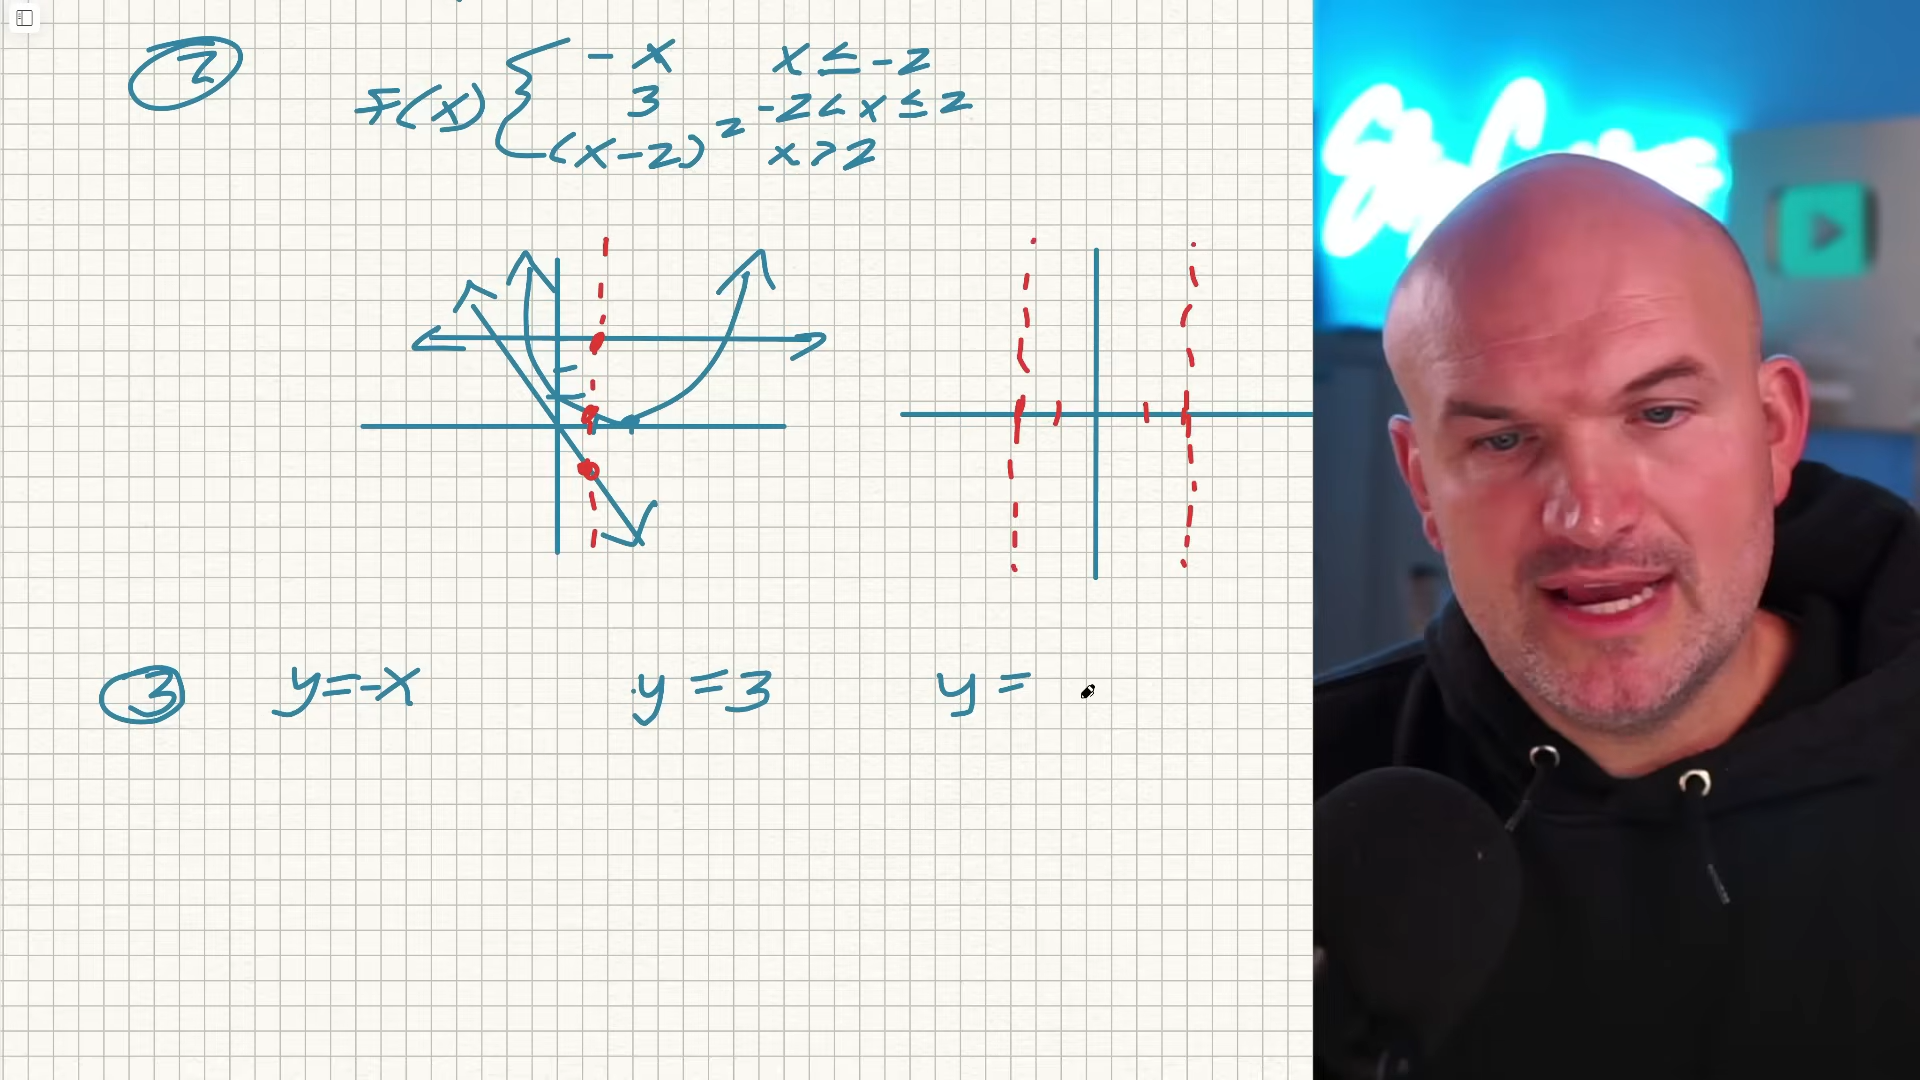 2
f(x) { -x x ≤ -2
3 -2 < x ≤ 2
(x-2)² x > 2
3 y=-x y=3 y=